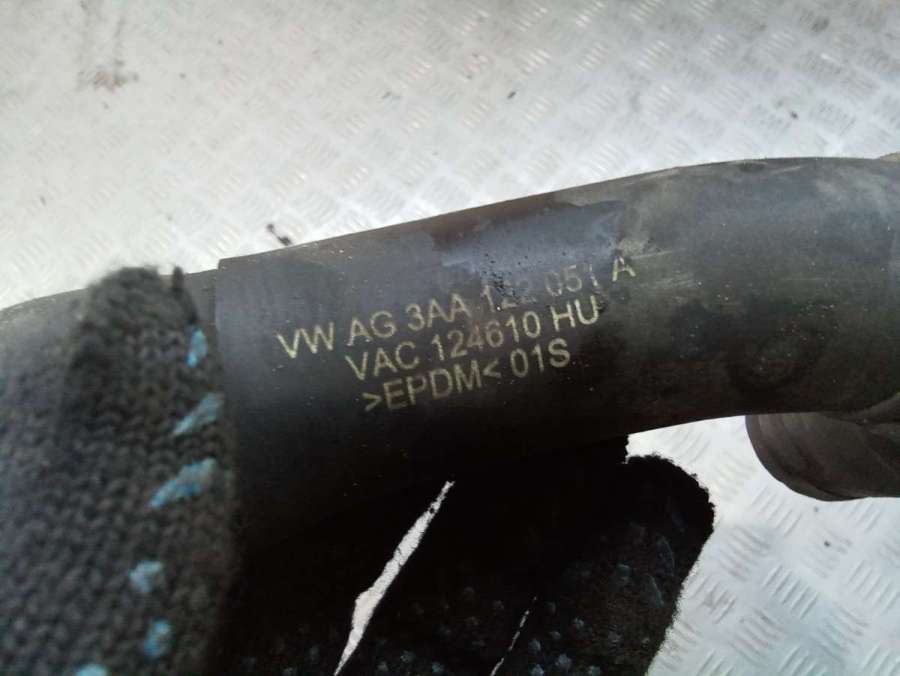 VW AG 3AA 122 051 A
VAC 124610 HU
>EPDM< 01S